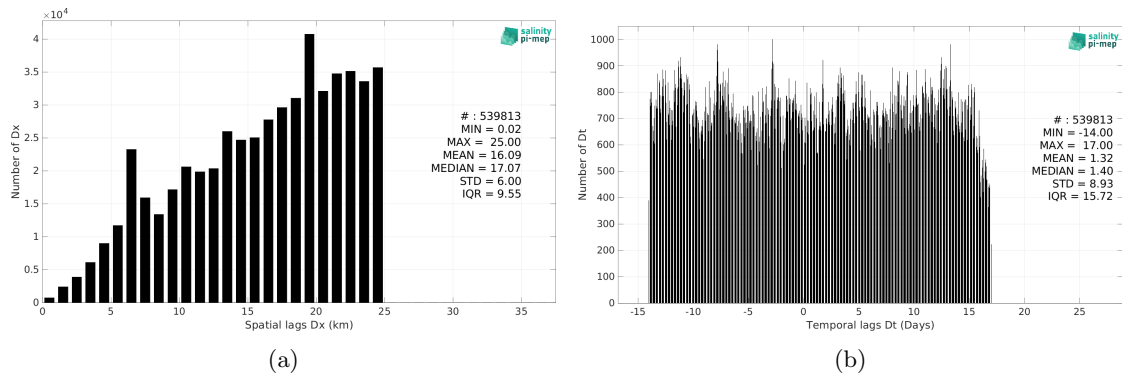 ×10⁴
4
3.5
3
2.5
2
1.5
1
0.5
0
Number of Dx
salinity
pi-mep
# : 539813
MIN = 0.02
MAX = 25.00
MEAN = 16.09
MEDIAN = 17.07
STD = 6.00
IQR = 9.55
0 5 10 15 20 25 30 35
Spatial lags Dx (km)
(a)
1000
900
800
700
600
500
400
300
200
100
0
Number of Dt
salinity
pi-mep
# : 539813
MIN = -14.00
MAX = 17.00
MEAN = 1.32
MEDIAN = 1.40
STD = 8.93
IQR = 15.72
-15 -10 -5 0 5 10 15 20 25
Temporal lags Dt (Days)
(b)